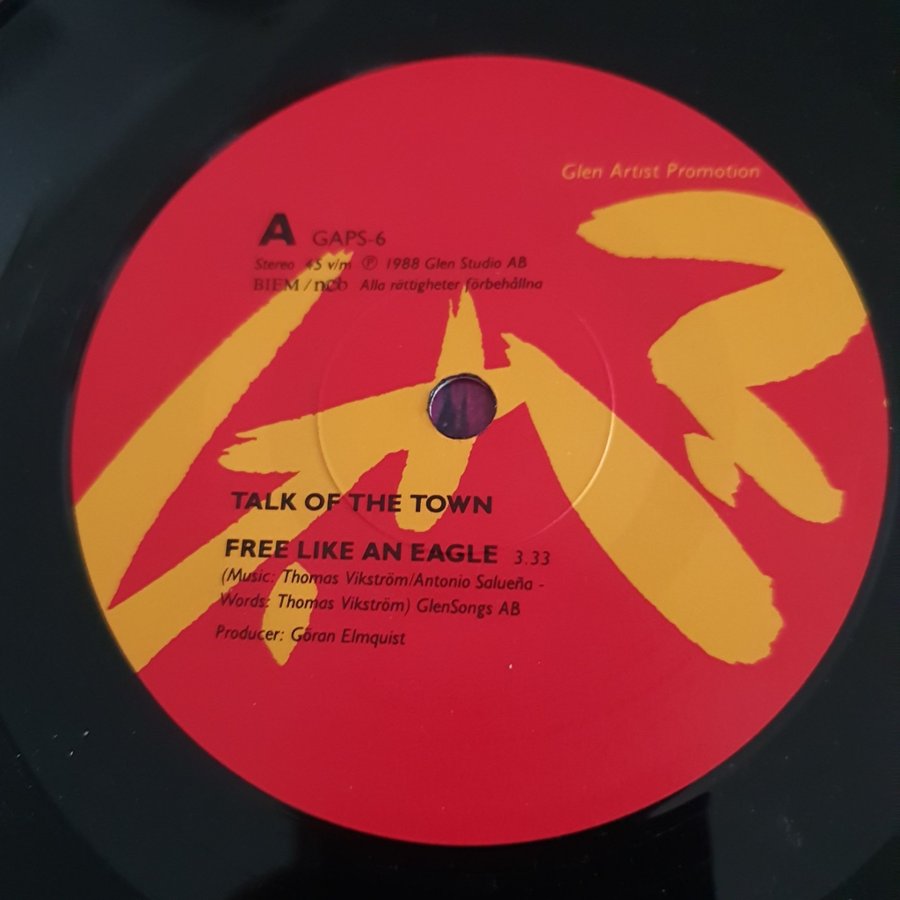 Glen Artist Promotion
A GAPS-6
Stereo 45 v/m ℗ 1988 Glen Studio AB
BIEM/ncb Alla rättigheter förbehållna
TALK OF THE TOWN
FREE LIKE AN EAGLE 3.33
(Music: Thomas Vikström/Antonio Salueña -
Words: Thomas Vikström) GlenSongs AB
Producer: Göran Elmquist